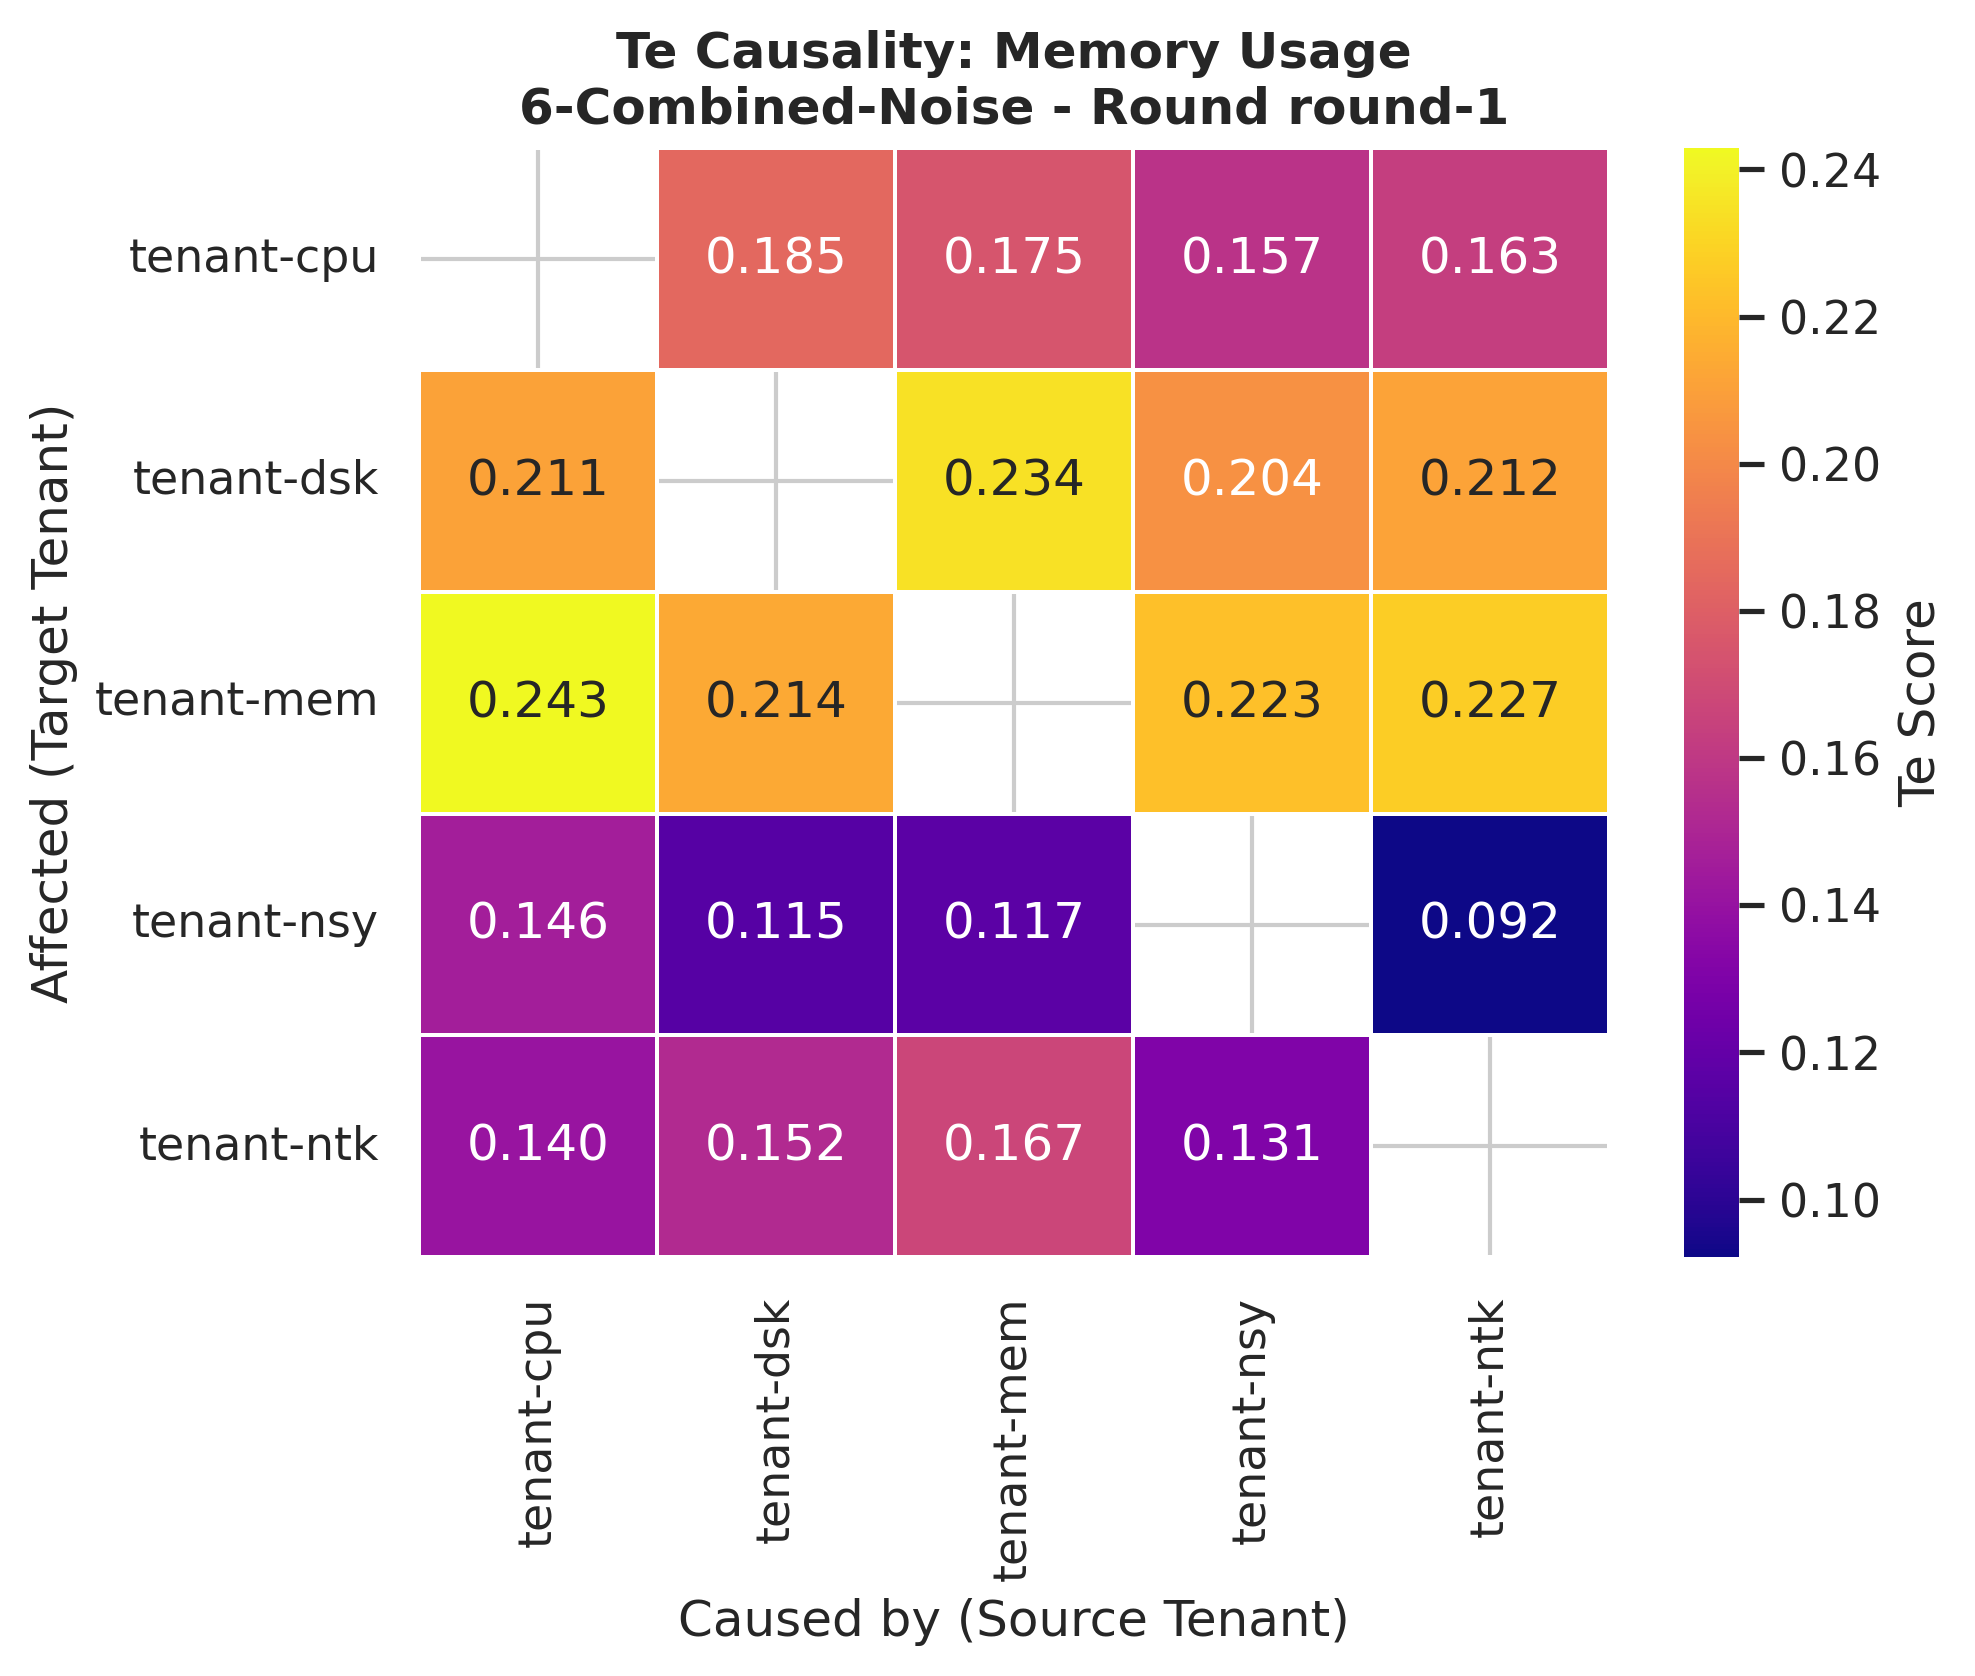 Te Causality: Memory Usage
6-Combined-Noise - Round round-1
Affected (Target Tenant)
tenant-cpu
0.185 0.175 0.157 0.163
tenant-dsk
0.211 0.234 0.204 0.212
tenant-mem
0.243 0.214 0.223 0.227
tenant-nsy
0.146 0.115 0.117 0.092
tenant-ntk
0.140 0.152 0.167 0.131
tenant-cpu
tenant-dsk
tenant-mem
tenant-nsy
tenant-ntk
Caused by (Source Tenant)
0.24
0.22
0.20
0.18
0.16
0.14
0.12
0.10
Te Score